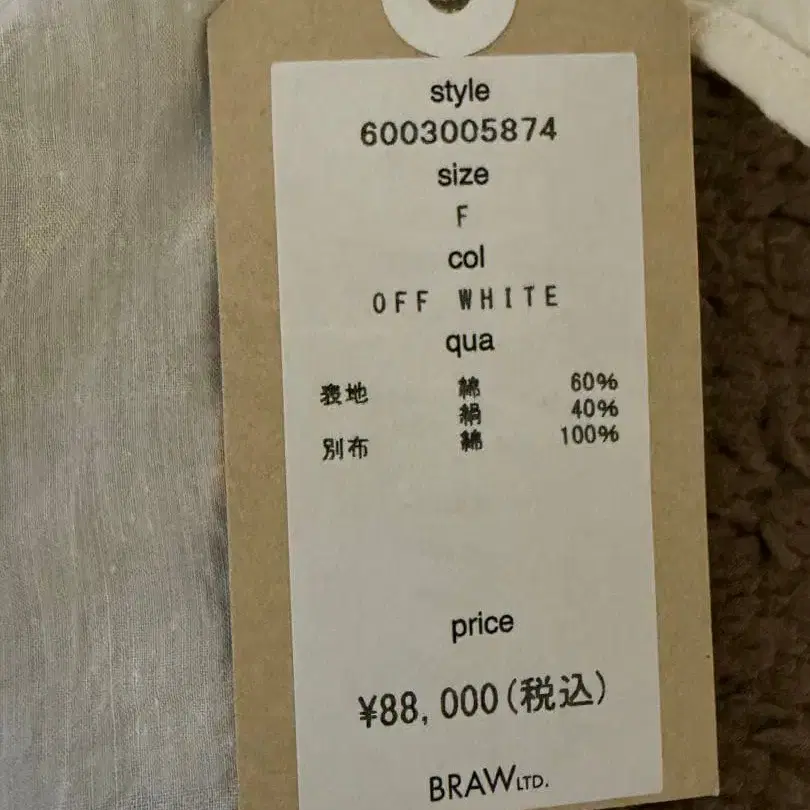 style
6003005874
size
F
col
OFF WHITE
qua
表地 綿 60%
絹 40%
別布 綿 100%
price
¥88,000(税込)
BRAW LTD.